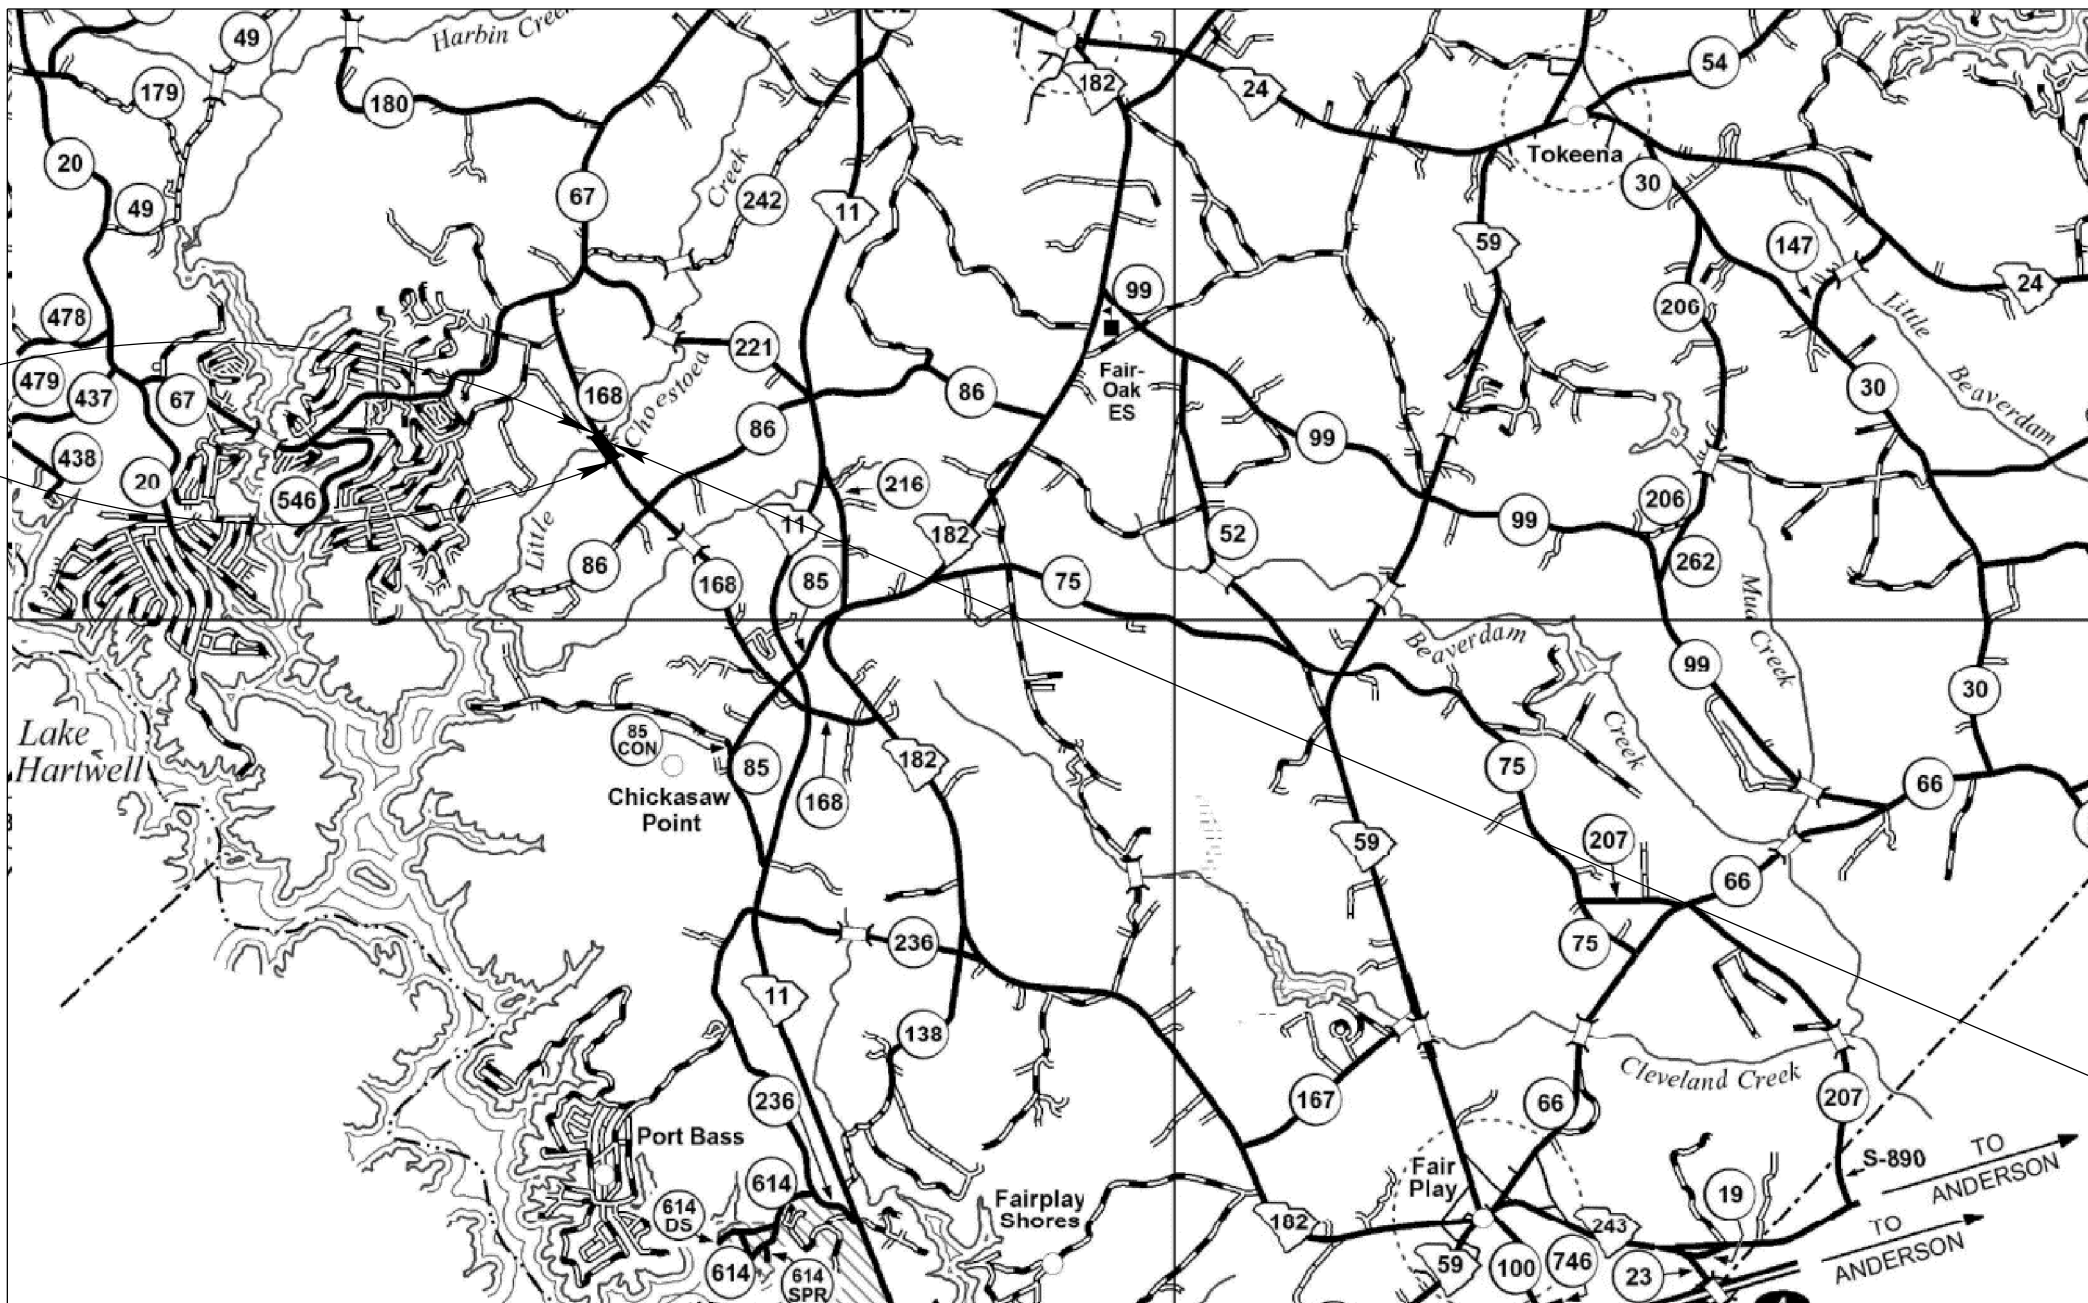 Harbin Creek
49
179
180
20
49
67
Creek
242
242
11
182
24
54
Tokeena
30
59
147
206
24
Little
Beaverdam
478
479
437
67
438
20
546
168
Choestoea
221
86
86
99
Fair-
Oak
ES
99
30
216
11
182
52
99
206
262
Little
86
168
85
75
Mud
Creek
Beaverdam
Creek
99
30
Lake
Hartwell
85
CON
85
168
Chickasaw
Point
182
59
75
207
66
66
236
75
11
138
167
Cleveland Creek
66
207
236
Port Bass
614
614
DS
614
614
SPR
Fairplay
Shores
182
Fair
Play
59
100
746
243
23
19
S-890
TO
ANDERSON
TO
ANDERSON